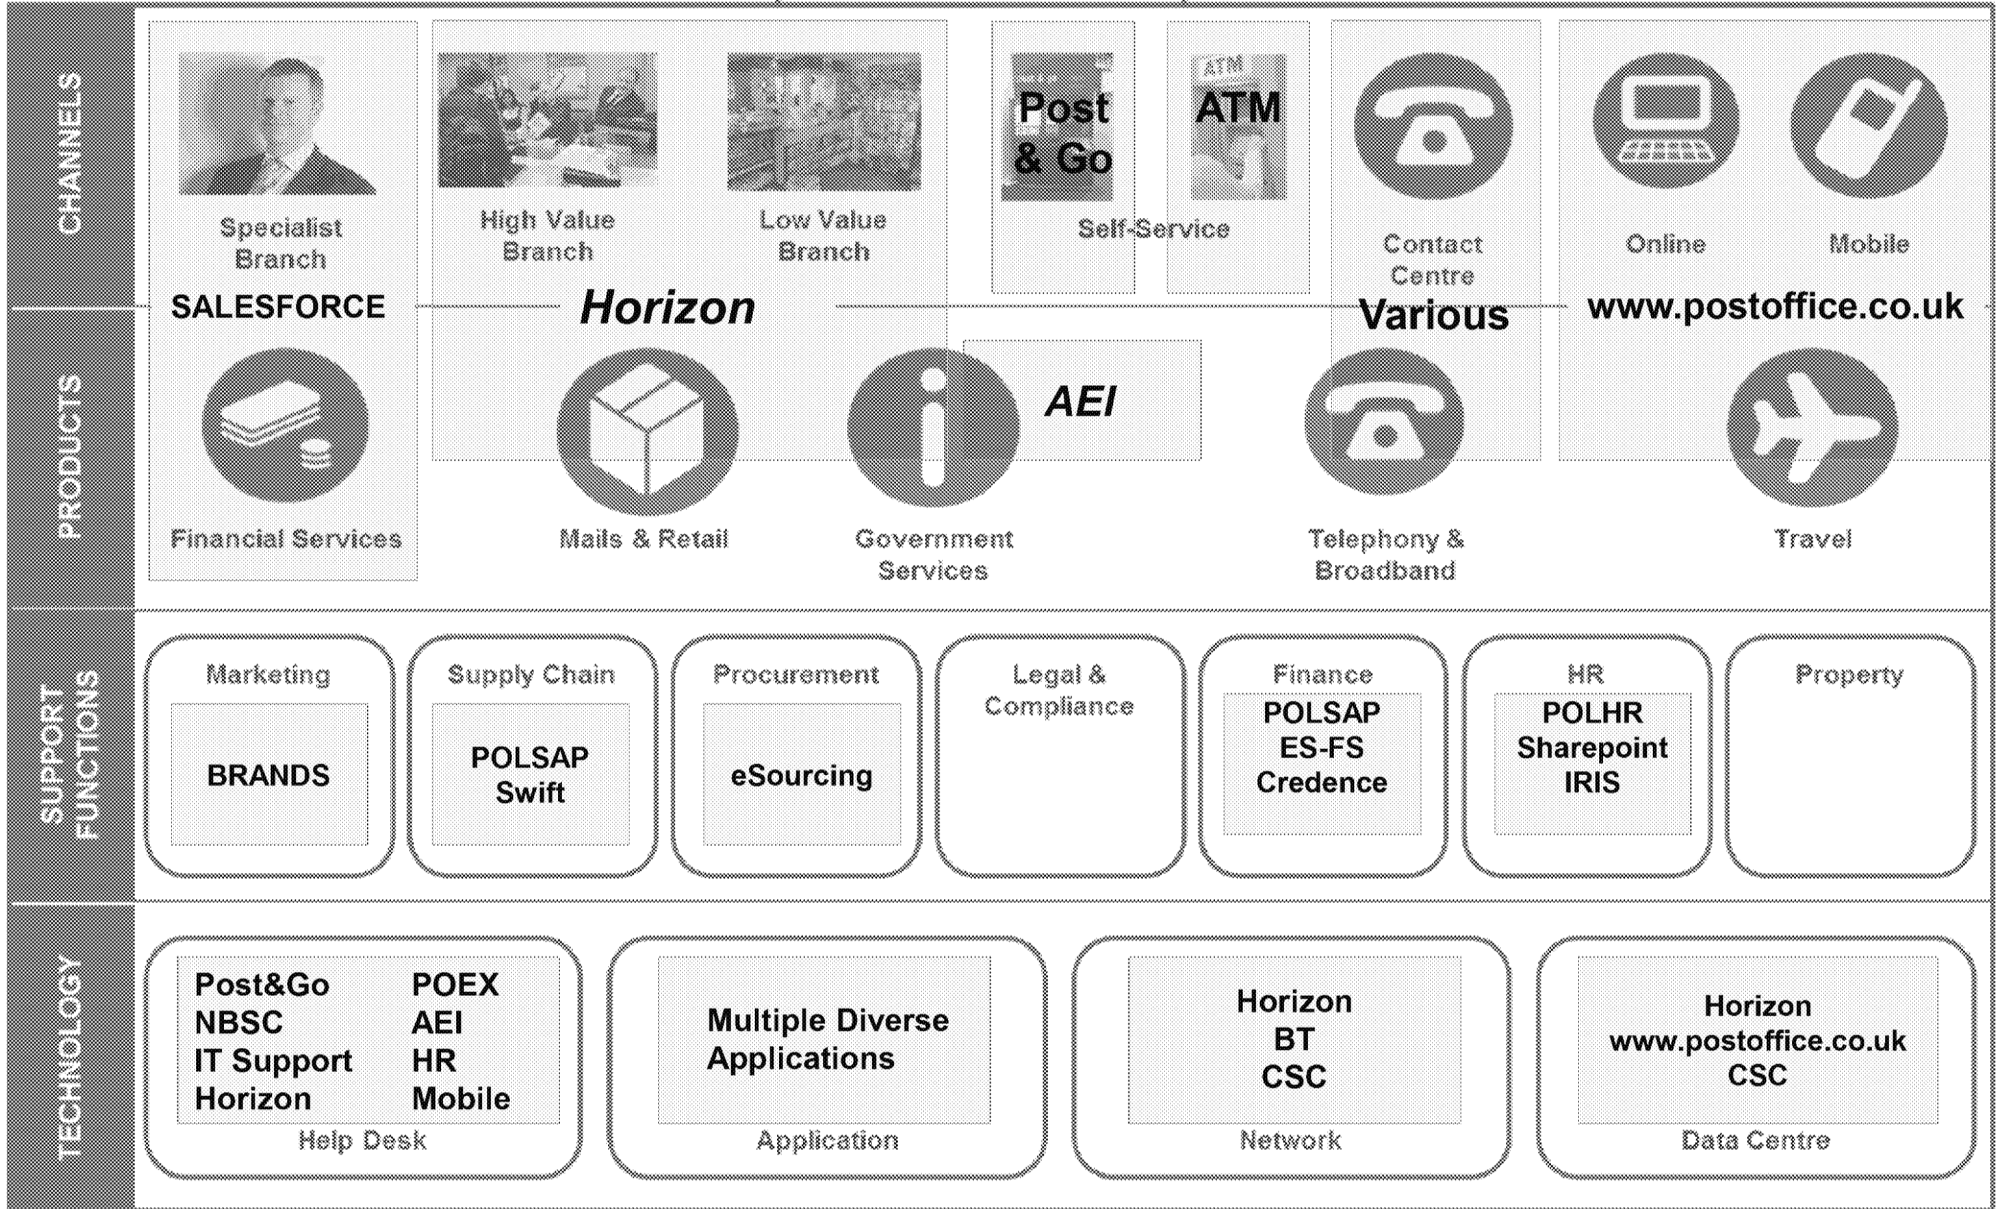 CHANNELS
Post
& Go
ATM
ATM
Specialist
Branch
High Value
Branch
Low Value
Branch
Self-Service
Contact
Centre
Online
Mobile
SALESFORCE
Horizon
Various
www.postoffice.co.uk
PRODUCTS
AEI
Financial Services
Mails & Retail
Government
Services
Telephony &
Broadband
Travel
SUPPORT
FUNCTIONS
Marketing
BRANDS
Supply Chain
POLSAP
Swift
Procurement
eSourcing
Legal &
Compliance
Finance
POLSAP
ES-FS
Credence
HR
POLHR
Sharepoint
IRIS
Property
TECHNOLOGY
Post&Go POEX
NBSC AEI
IT Support HR
Horizon Mobile
Help Desk
Multiple Diverse
Applications
Application
Horizon
BT
CSC
Network
Horizon
www.postoffice.co.uk
CSC
Data Centre